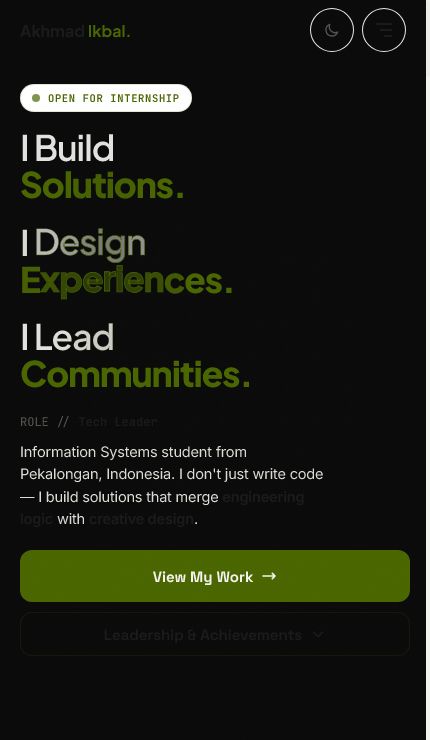 Akhmad Ikbal.
OPEN FOR INTERNSHIP
I Build
Solutions.
I Design
Experiences.
I Lead
Communities.
ROLE // Tech Leader
Information Systems student from
Pekalongan, Indonesia. I don't just write code
— I build solutions that merge engineering
logic with creative design.
View My Work →
Leadership & Achievements